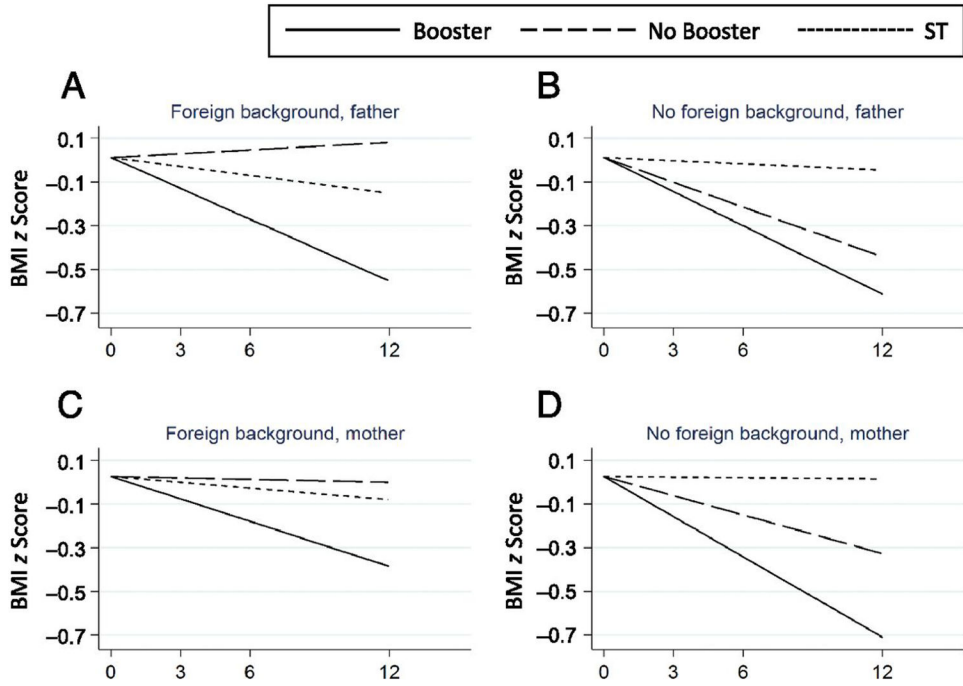 Booster No Booster ST
A
Foreign background, father
BMI z Score
0.1
–0.1
–0.3
–0.5
–0.7
0 3 6 12
B
No foreign background, father
BMI z Score
0.1
–0.1
–0.3
–0.5
–0.7
0 3 6 12
C
Foreign background, mother
BMI z Score
0.1
–0.1
–0.3
–0.5
–0.7
0 3 6 12
D
No foreign background, mother
BMI z Score
0.1
–0.1
–0.3
–0.5
–0.7
0 3 6 12